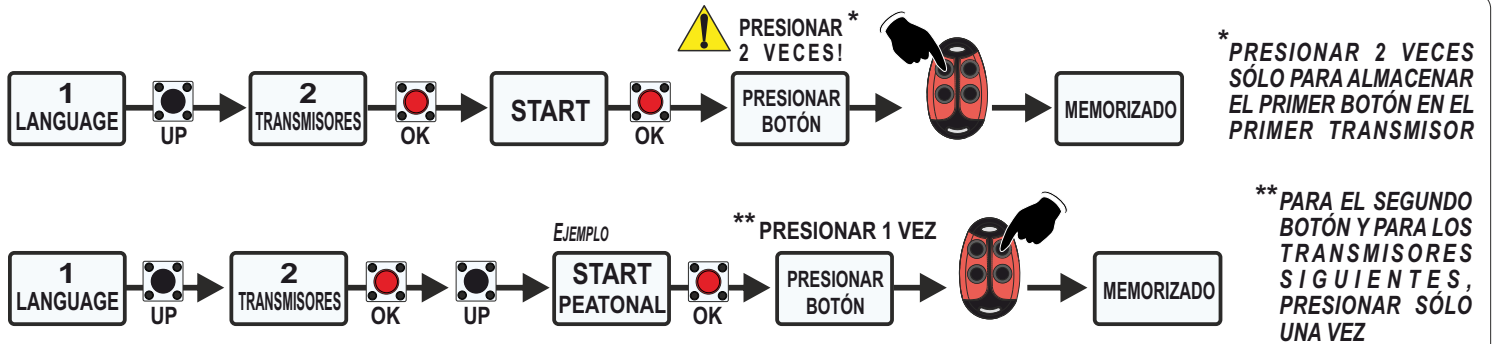 PRESIONAR *
2 VECES!
1
LANGUAGE
UP
2
TRANSMISORES
OK
START
OK
PRESIONAR
BOTÓN
MEMORIZADO
*PRESIONAR 2 VECES
SÓLO PARA ALMACENAR
EL PRIMER BOTÓN EN EL
PRIMER TRANSMISOR
1
LANGUAGE
UP
2
TRANSMISORES
OK
UP
EJEMPLO
START
PEATONAL
OK
** PRESIONAR 1 VEZ
PRESIONAR
BOTÓN
MEMORIZADO
**PARA EL SEGUNDO
BOTÓN Y PARA LOS
TRANSMISORES
SIGUIENTES,
PRESIONAR SÓLO
UNA VEZ